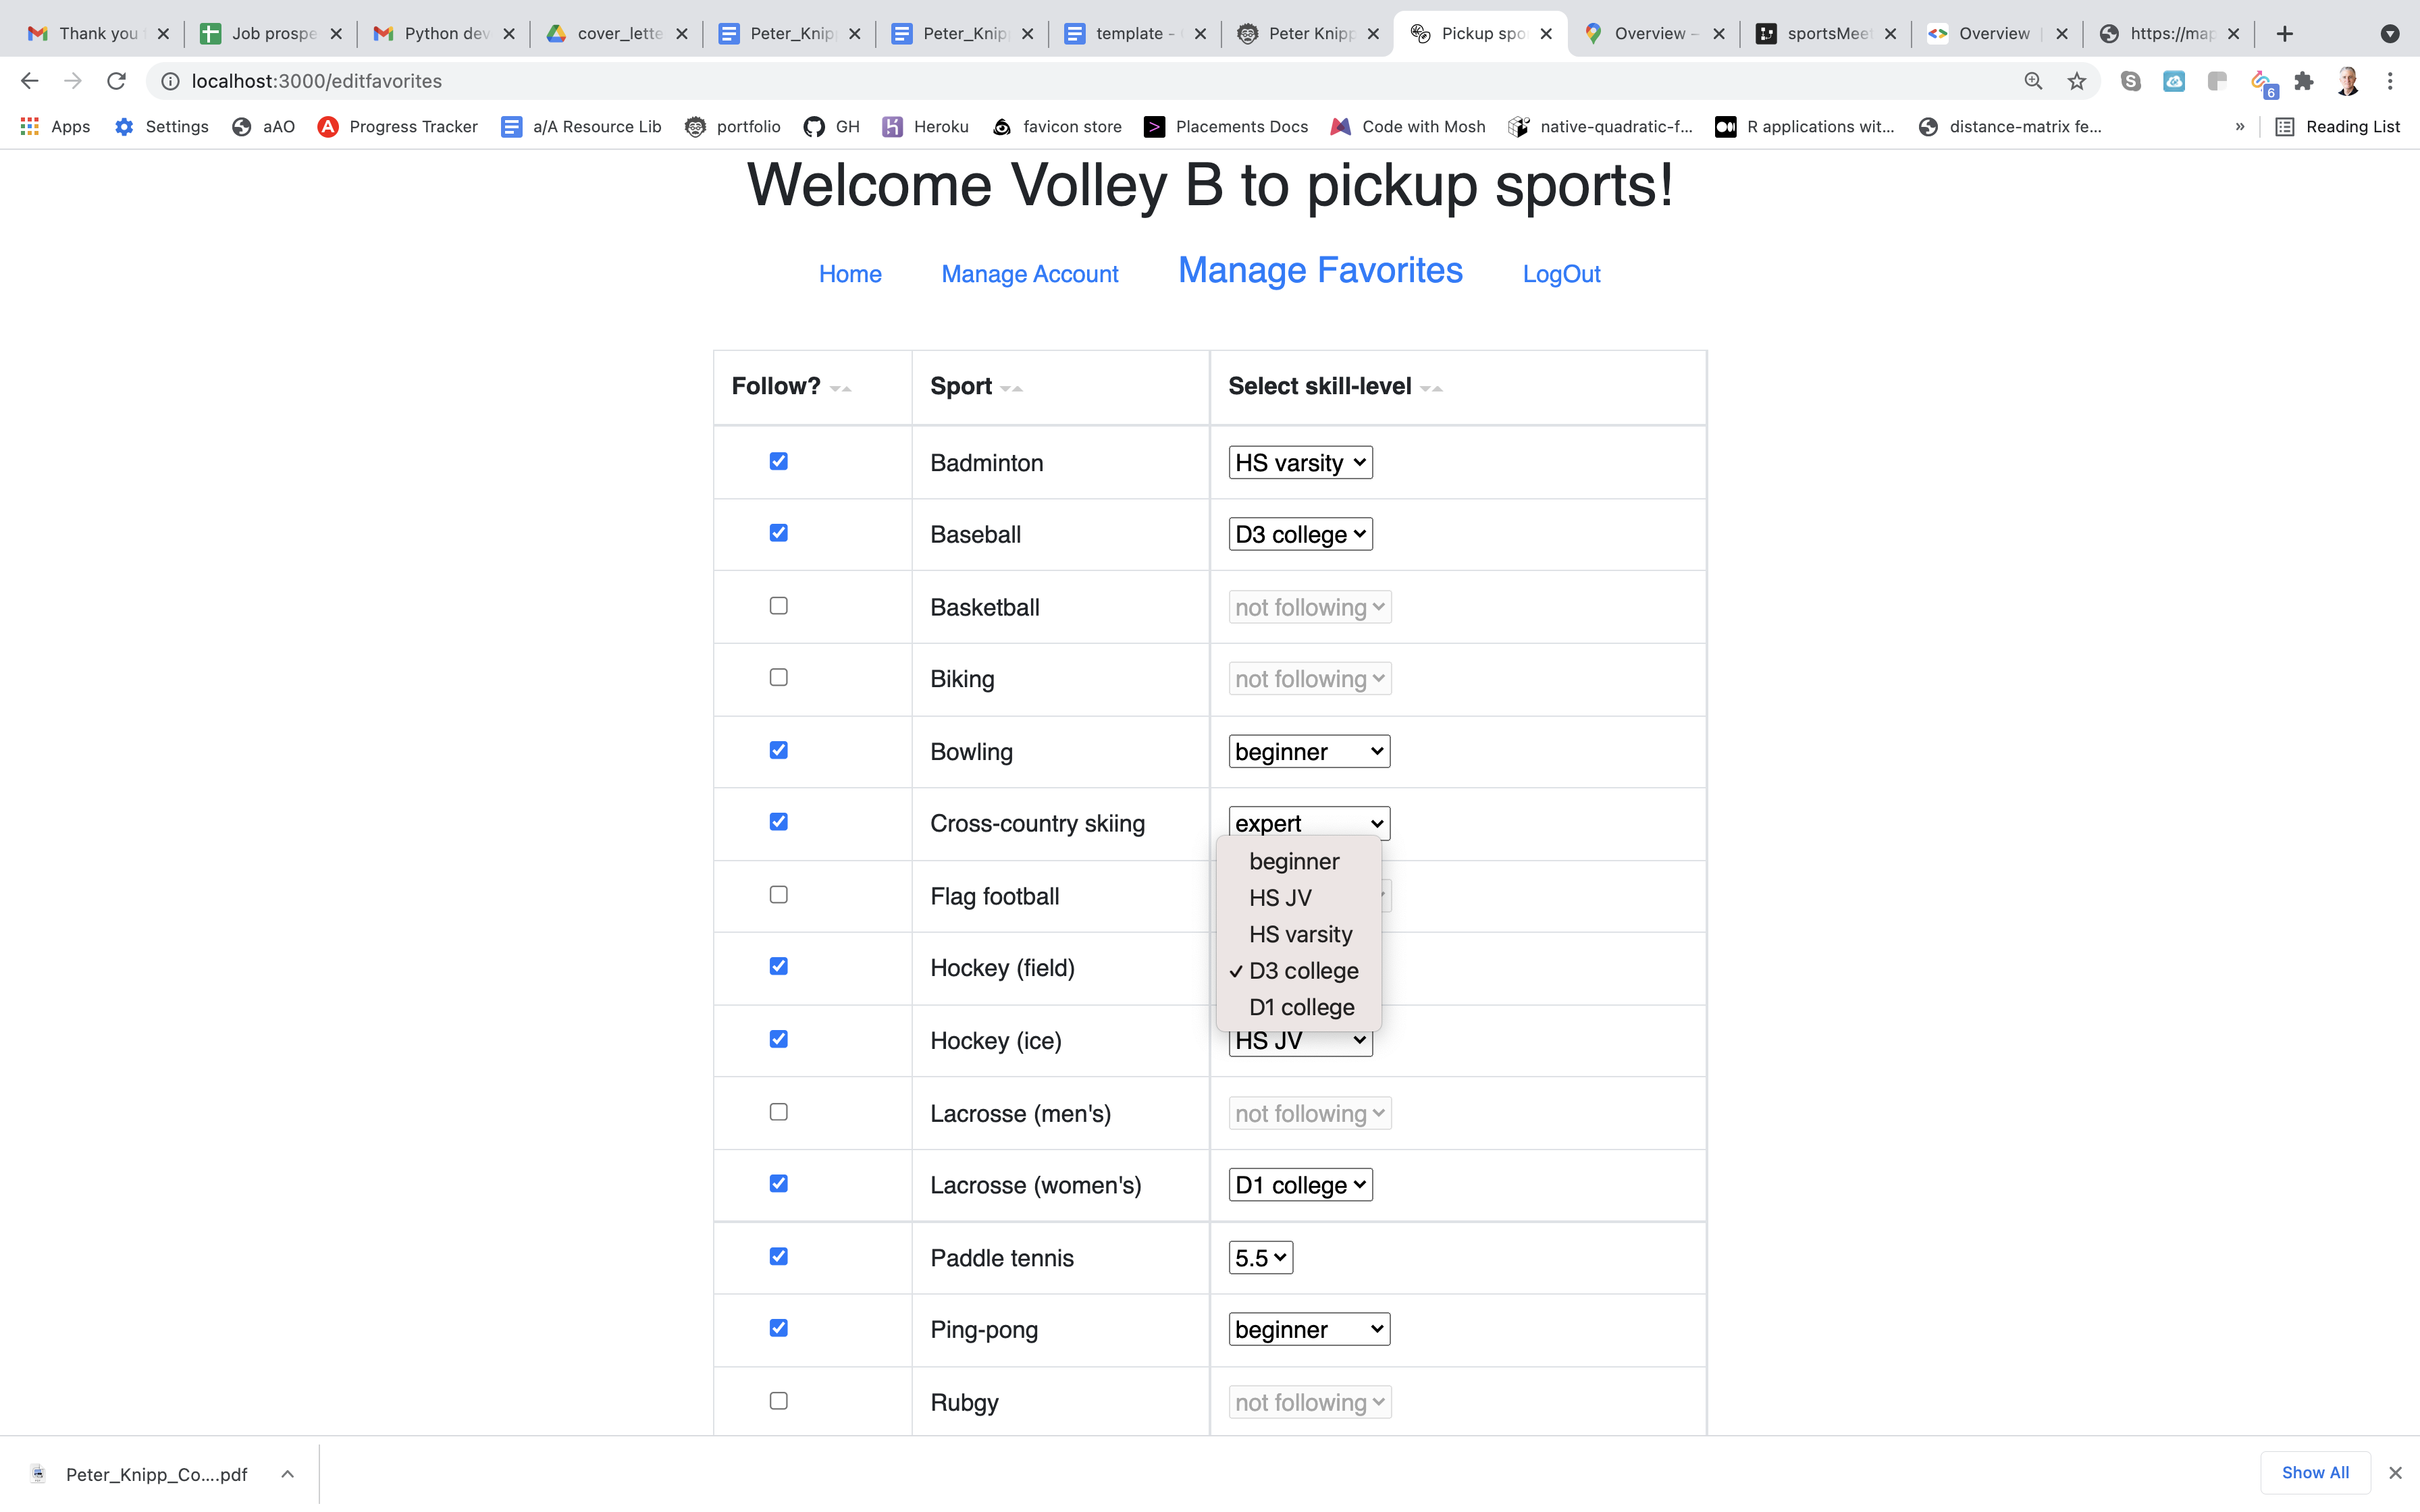 Thank you
Job prospe
Python dev
cover_lette
Peter_Knip
Peter_Knip
template -
Peter Knipp
Pickup spo
Overview –
sportsMeet
Overview
https://map
localhost:3000/editfavorites
6
Apps
Settings
aAO
Progress Tracker
a/A Resource Lib
portfolio
GH
Heroku
favicon store
Placements Docs
Code with Mosh
native-quadratic-f...
R applications wit...
distance-matrix fe...
»
Reading List
Welcome Volley B to pickup sports!
Home Manage Account Manage Favorites LogOut
Follow? Sport Select skill-level
Badminton HS varsity
Baseball D3 college
Basketball not following
Biking not following
Bowling beginner
Cross-country skiing expert
beginner
Flag football
HS JV
HS varsity
Hockey (field)
✓ D3 college
D1 college
Hockey (ice) HS JV
Lacrosse (men's) not following
Lacrosse (women's) D1 college
Paddle tennis 5.5
Ping-pong beginner
Rubgy not following
Peter_Knipp_Co....pdf
Show All